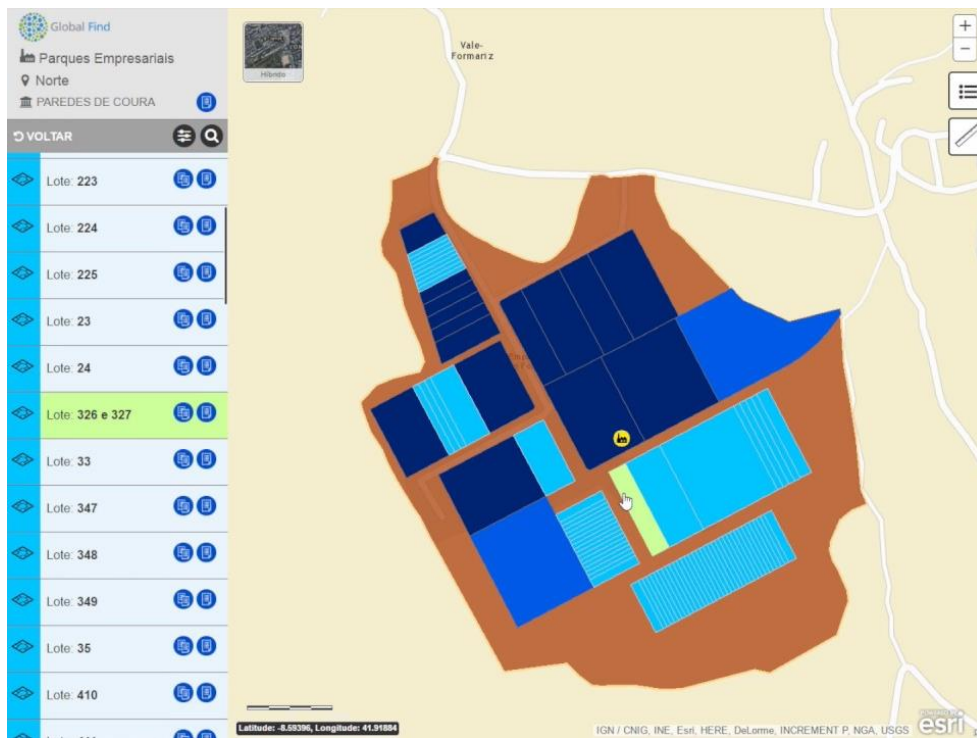 Global Find
Parques Empresariais
Norte
PAREDES DE COURA
VOLTAR
Lote: 223
Lote: 224
Lote: 225
Lote: 23
Lote: 24
Lote: 326 e 327
Lote: 33
Lote: 347
Lote: 348
Lote: 349
Lote: 35
Lote: 410
Híbrido
Vale-
Formariz
+
−
Latitude: -8.59396, Longitude: 41.91884
IGN / CNIG, INE, Esri, HERE, DeLorme, INCREMENT P, NGA, USGS
POWERED BY
esri